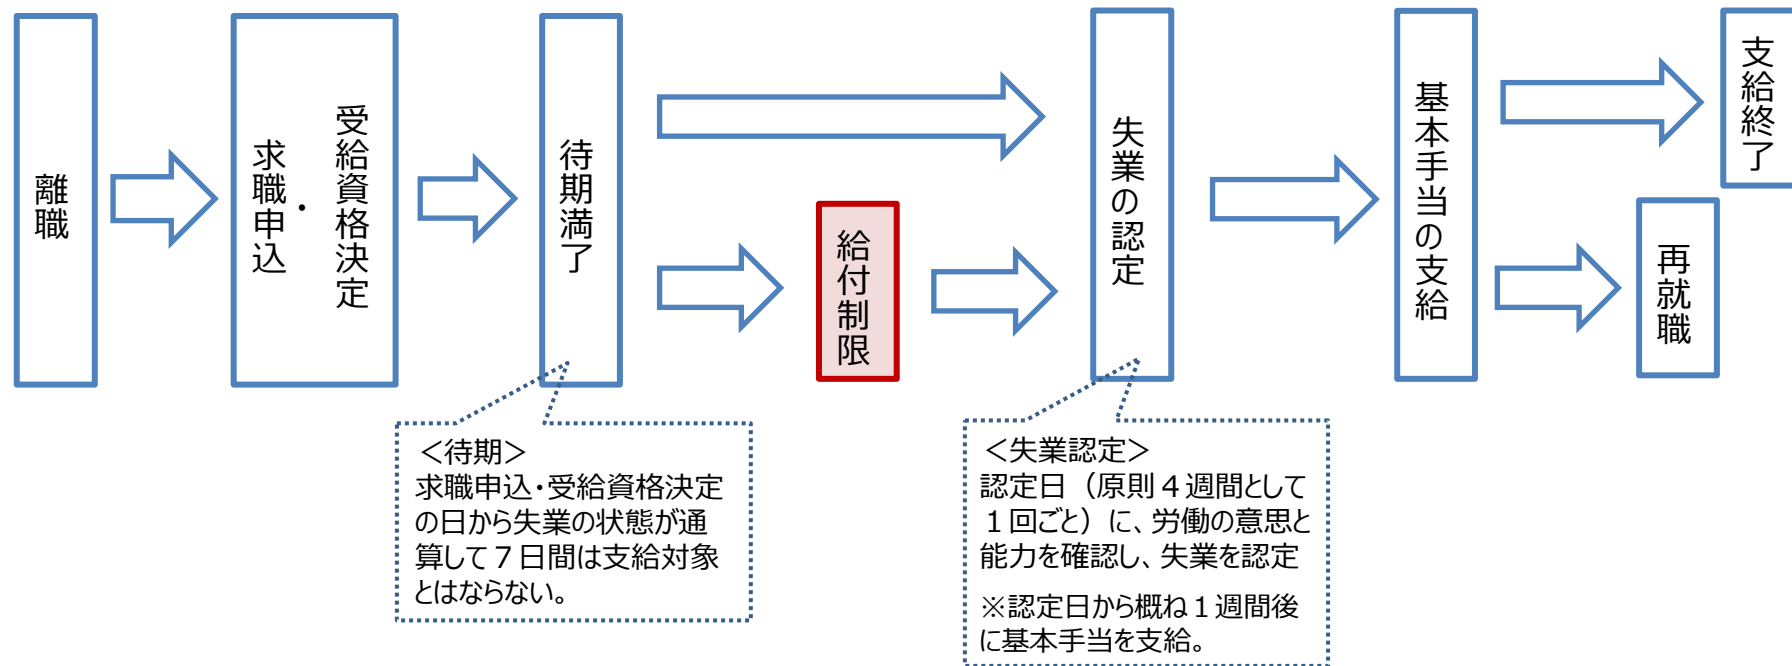 離職
求職申込
・
受給資格決定
待期満了
給付制限
失業の認定
基本手当の支給
支給終了
再就職
＜待期＞
求職申込・受給資格決定
の日から失業の状態が通
算して７日間は支給対象
とはならない。
＜失業認定＞
認定日（原則４週間として
１回ごと）に、労働の意思と
能力を確認し、失業を認定
※認定日から概ね１週間後
に基本手当を支給。